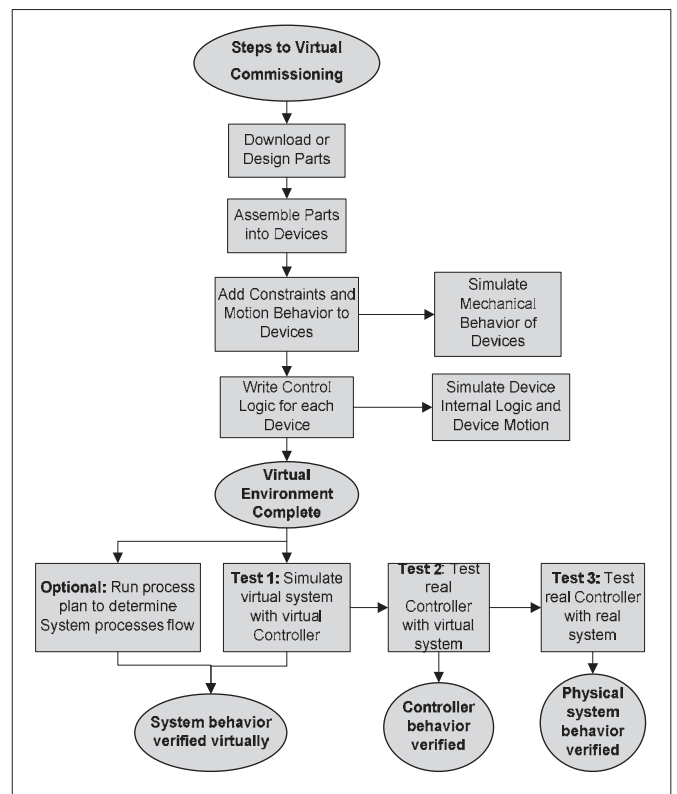 Steps to Virtual
Commissioning
Download or
Design Parts
Assemble Parts
into Devices
Add Constraints and
Motion Behavior to
Devices
Simulate
Mechanical
Behavior of
Devices
Write Control
Logic for each
Device
Simulate Device
Internal Logic and
Device Motion
Virtual
Environment
Complete
Optional: Run process
plan to determine
System processes flow
Test 1: Simulate
virtual system
with virtual
Controller
Test 2: Test
real
Controller
with virtual
system
Test 3: Test
real Controller
with real
system
System behavior
verified virtually
Controller
behavior
verified
Physical
system
behavior
verified